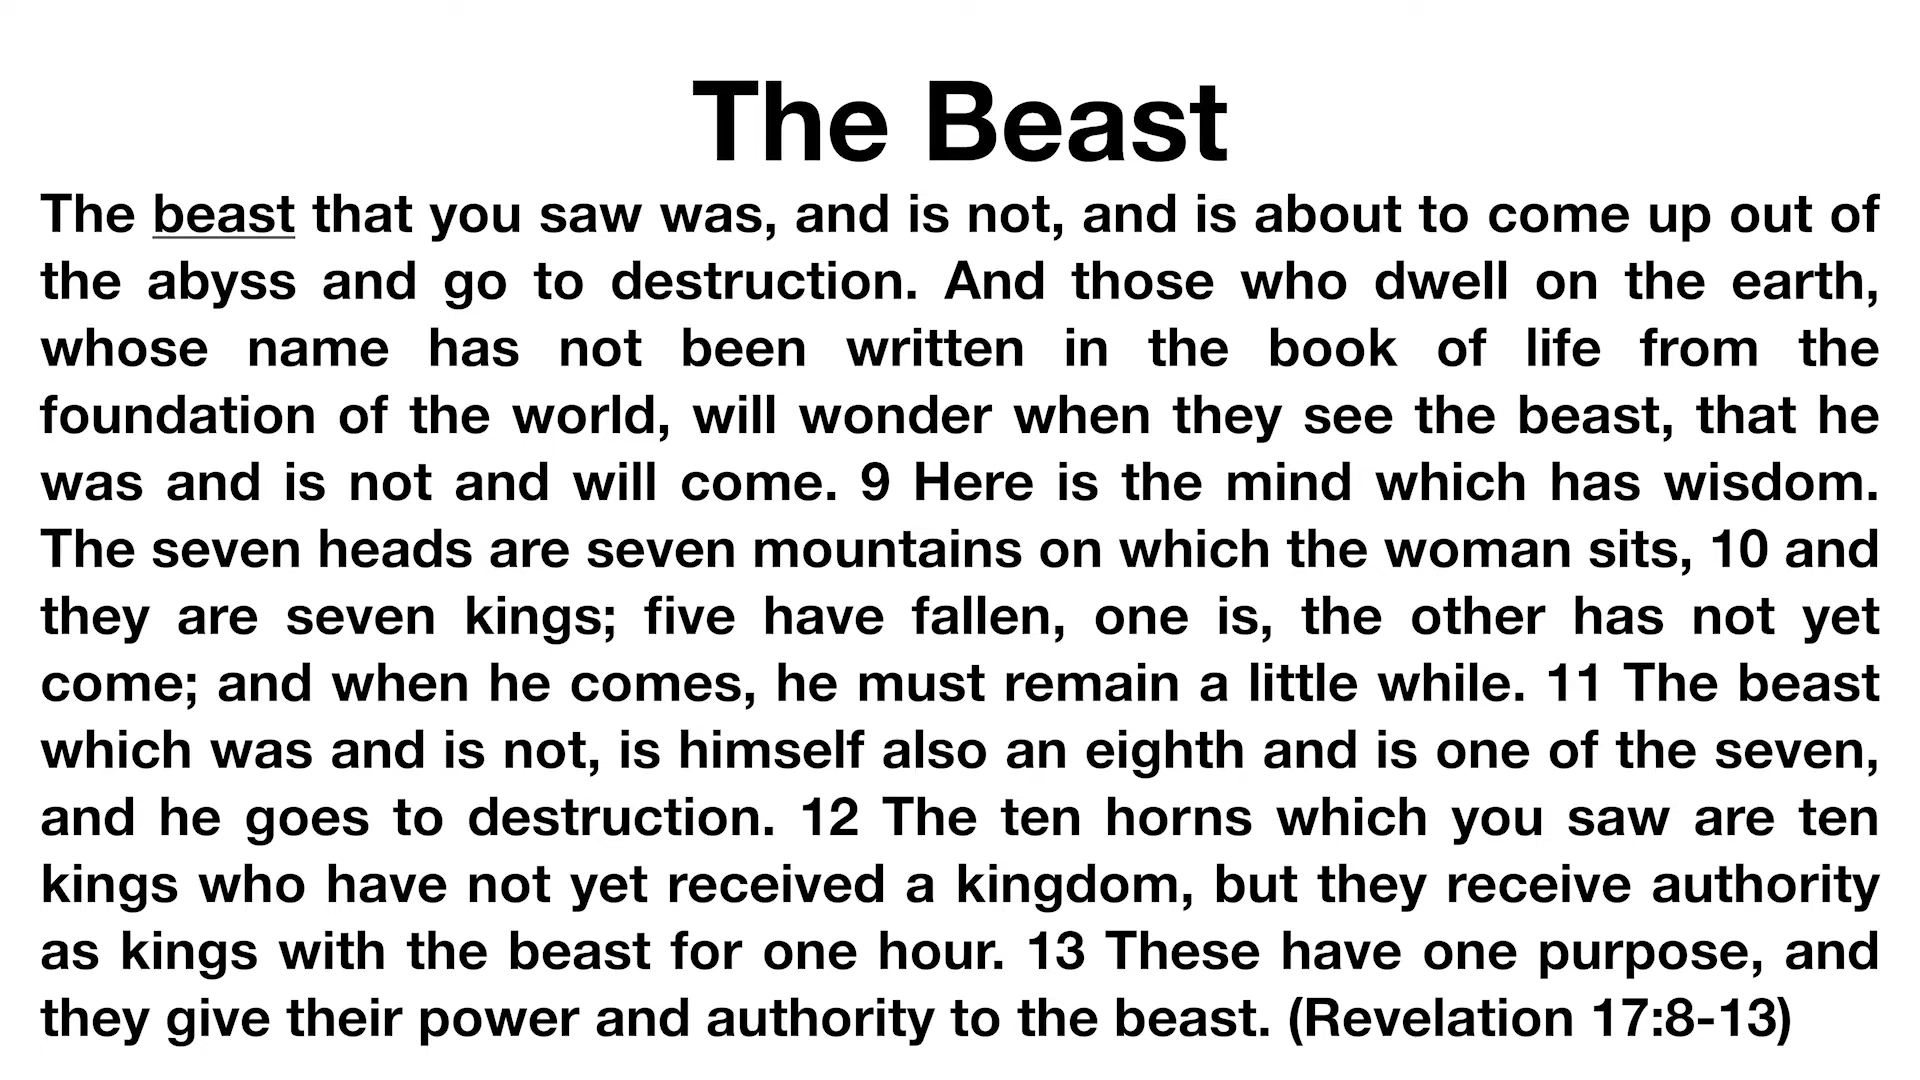 The Beast
The beast that you saw was, and is not, and is about to come up out of
the abyss and go to destruction. And those who dwell on the earth,
whose name has not been written in the book of life from the
foundation of the world, will wonder when they see the beast, that he
was and is not and will come. 9 Here is the mind which has wisdom.
The seven heads are seven mountains on which the woman sits, 10 and
they are seven kings; five have fallen, one is, the other has not yet
come; and when he comes, he must remain a little while. 11 The beast
which was and is not, is himself also an eighth and is one of the seven,
and he goes to destruction. 12 The ten horns which you saw are ten
kings who have not yet received a kingdom, but they receive authority
as kings with the beast for one hour. 13 These have one purpose, and
they give their power and authority to the beast. (Revelation 17:8-13)